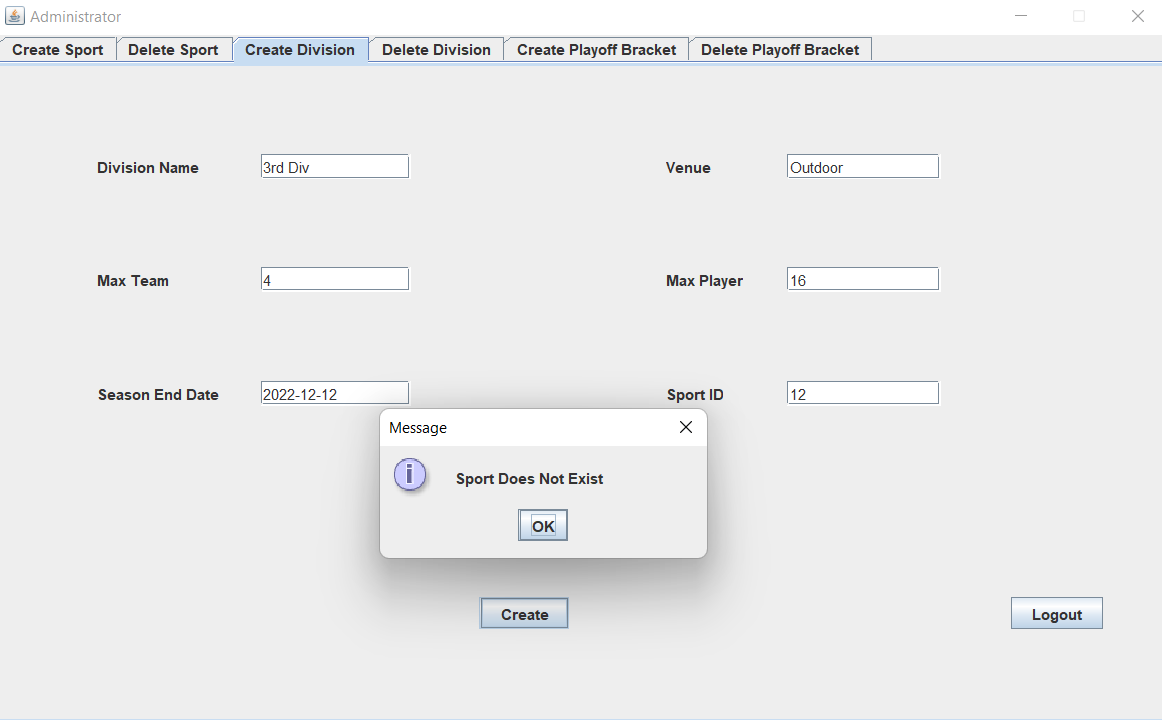 Administrator
Create Sport Delete Sport Create Division Delete Division Create Playoff Bracket Delete Playoff Bracket
Division Name 3rd Div Venue Outdoor
Max Team 4 Max Player 16
Season End Date 2022-12-12 Sport ID 12
Message
i Sport Does Not Exist
OK
Create Logout